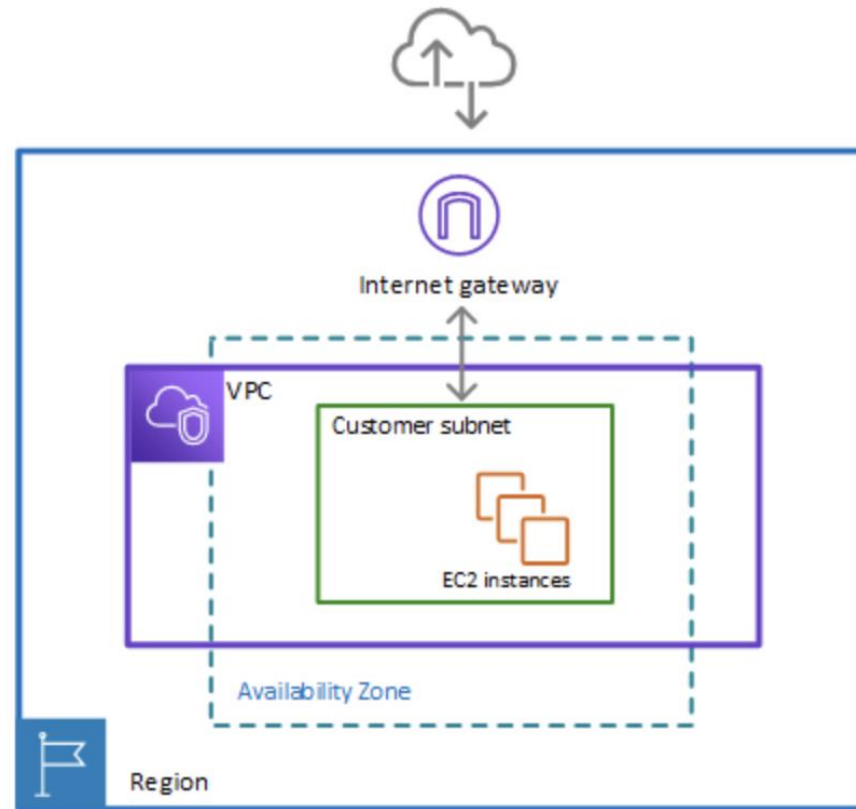 Internet gateway
VPC
Customer subnet
EC2 instances
Availability Zone
Region